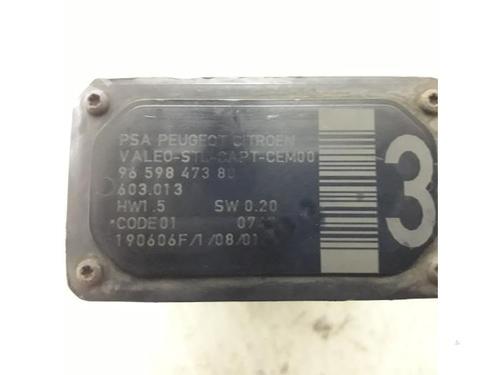 PSA PEUGEOT CITROEN
VALEO-STL-CAPT-CEM00
96 598 473 80
603.013
HW1.5 SW 0.20
*CODE01
190606F/1/08/01
3